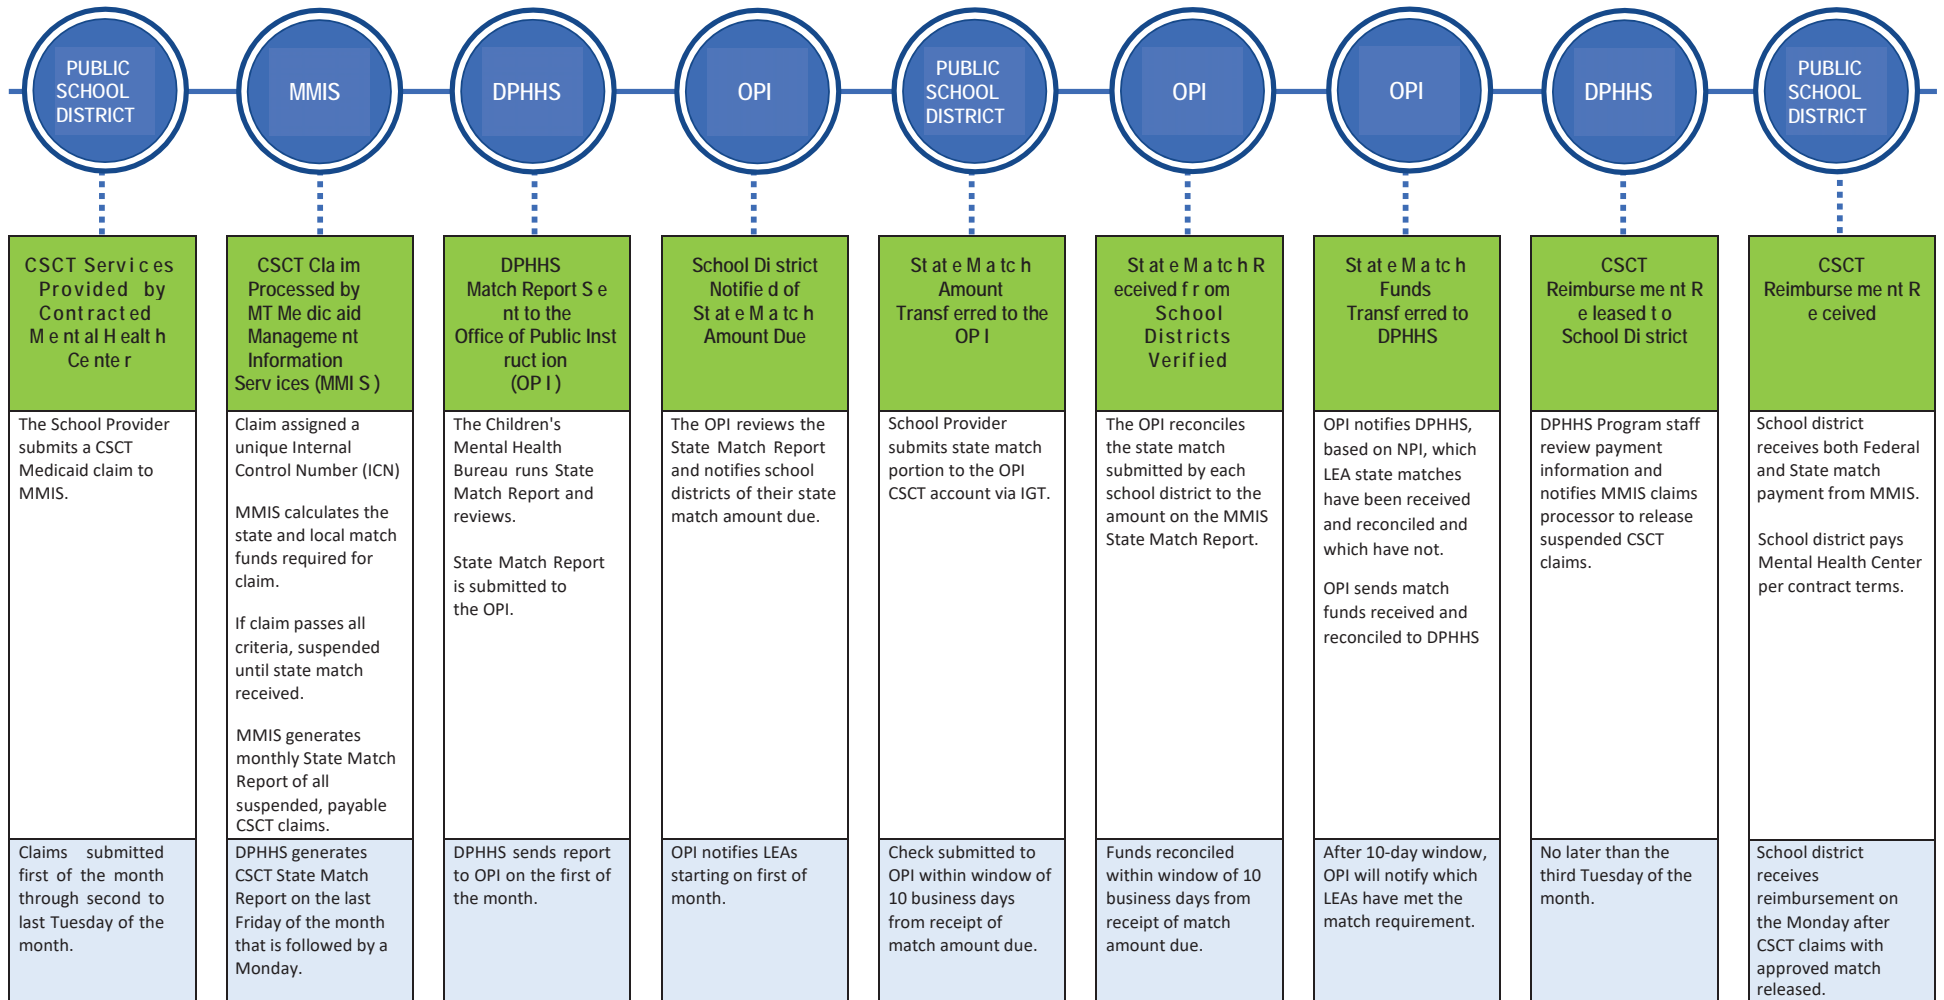 PUBLIC
SCHOOL
DISTRICT
MMIS
DPHHS
OPI
PUBLIC
SCHOOL
DISTRICT
OPI
OPI
DPHHS
PUBLIC
SCHOOL
DISTRICT
CSCT Services
Provided by
Contracted
Mental Health
Center
CSCT Claim
Processed by
MT Medicaid
Management
Information
Services (MMIS)
DPHHS
Match Report Se
nt to the
Office of Public Inst
ruction
(OPI)
School District
Notified of
State Match
Amount Due
State Match
Amount
Transferred to the
OPI
State Match R
eceived from
School
Districts
Verified
State Match
Funds
Transferred to
DPHHS
CSCT
Reimbursement R
eleased to
School District
CSCT
Reimbursement R
eceived
The School Provider
submits a CSCT
Medicaid claim to
MMIS.
Claim assigned a
unique Internal
Control Number (ICN)
MMIS calculates the
state and local match
funds required for
claim.
If claim passes all
criteria, suspended
until state match
received.
MMIS generates
monthly State Match
Report of all
suspended, payable
CSCT claims.
The Children's
Mental Health
Bureau runs State
Match Report and
reviews.
State Match Report
is submitted to
the OPI.
The OPI reviews the
State Match Report
and notifies school
districts of their state
match amount due.
School Provider
submits state match
portion to the OPI
CSCT account via IGT.
The OPI reconciles
the state match
submitted by each
school district to the
amount on the MMIS
State Match Report.
OPI notifies DPHHS,
based on NPI, which
LEA state matches
have been received
and reconciled and
which have not.
OPI sends match
funds received and
reconciled to DPHHS
DPHHS Program staff
review payment
information and
notifies MMIS claims
processor to release
suspended CSCT
claims.
School district
receives both Federal
and State match
payment from MMIS.
School district pays
Mental Health Center
per contract terms.
Claims submitted
first of the month
through second to
last Tuesday of the
month.
DPHHS generates
CSCT State Match
Report on the last
Friday of the month
that is followed by a
Monday.
DPHHS sends report
to OPI on the first of
the month.
OPI notifies LEAs
starting on first of
month.
Check submitted to
OPI within window of
10 business days
from receipt of
match amount due.
Funds reconciled
within window of 10
business days from
receipt of match
amount due.
After 10-day window,
OPI will notify which
LEAs have met the
match requirement.
No later than the
third Tuesday of the
month.
School district
receives
reimbursement on
the Monday after
CSCT claims with
approved match
released.